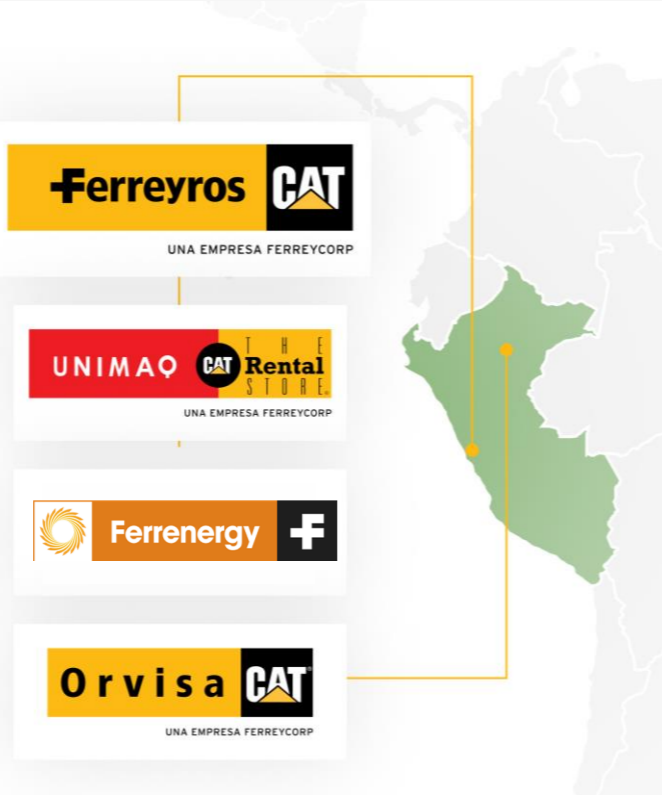 Ferreyros CAT
UNA EMPRESA FERREYCORP
UNIMAQ CAT THE Rental STORE®
UNA EMPRESA FERREYCORP
Ferrenergy F
Orvisa CAT®
UNA EMPRESA FERREYCORP